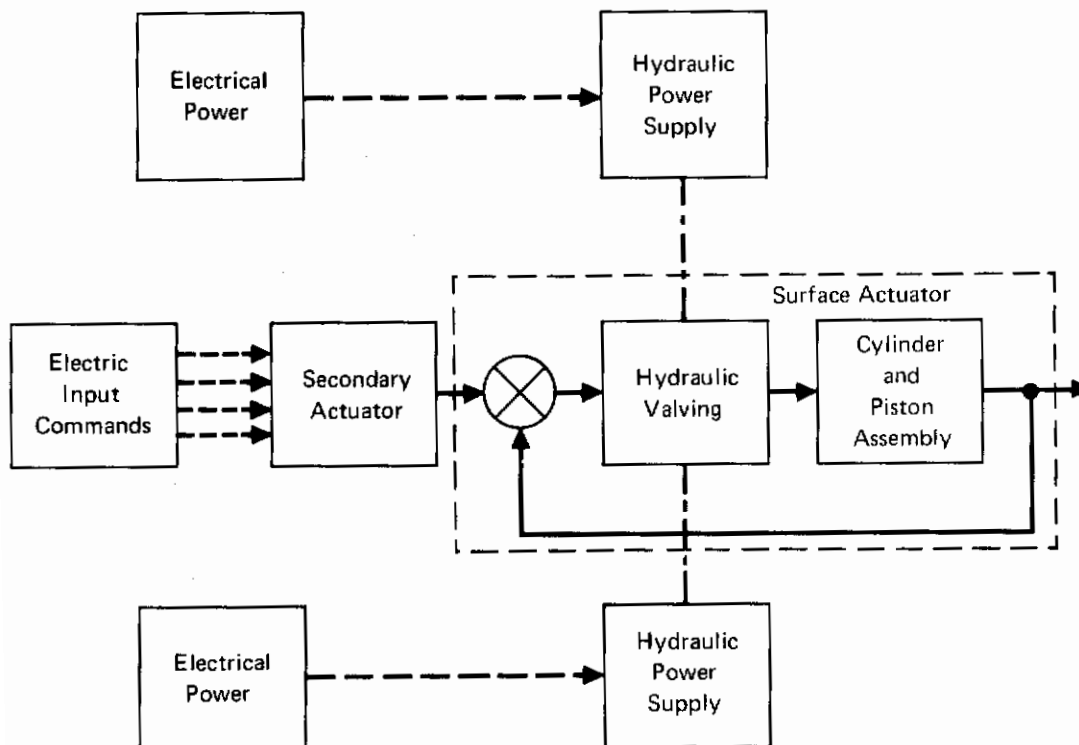 Electrical
Power
Hydraulic
Power
Supply
Surface Actuator
Electric
Input
Commands
Secondary
Actuator
Hydraulic
Valving
Cylinder
and
Piston
Assembly
Electrical
Power
Hydraulic
Power
Supply